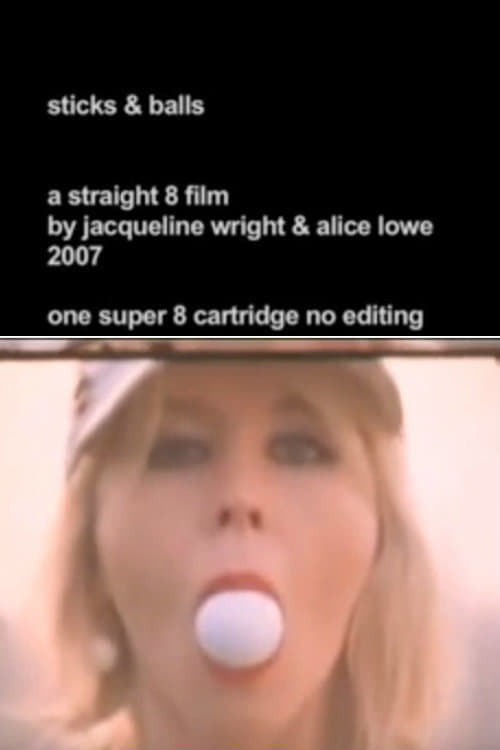 sticks & balls
a straight 8 film
by jacqueline wright & alice lowe
2007
one super 8 cartridge no editing